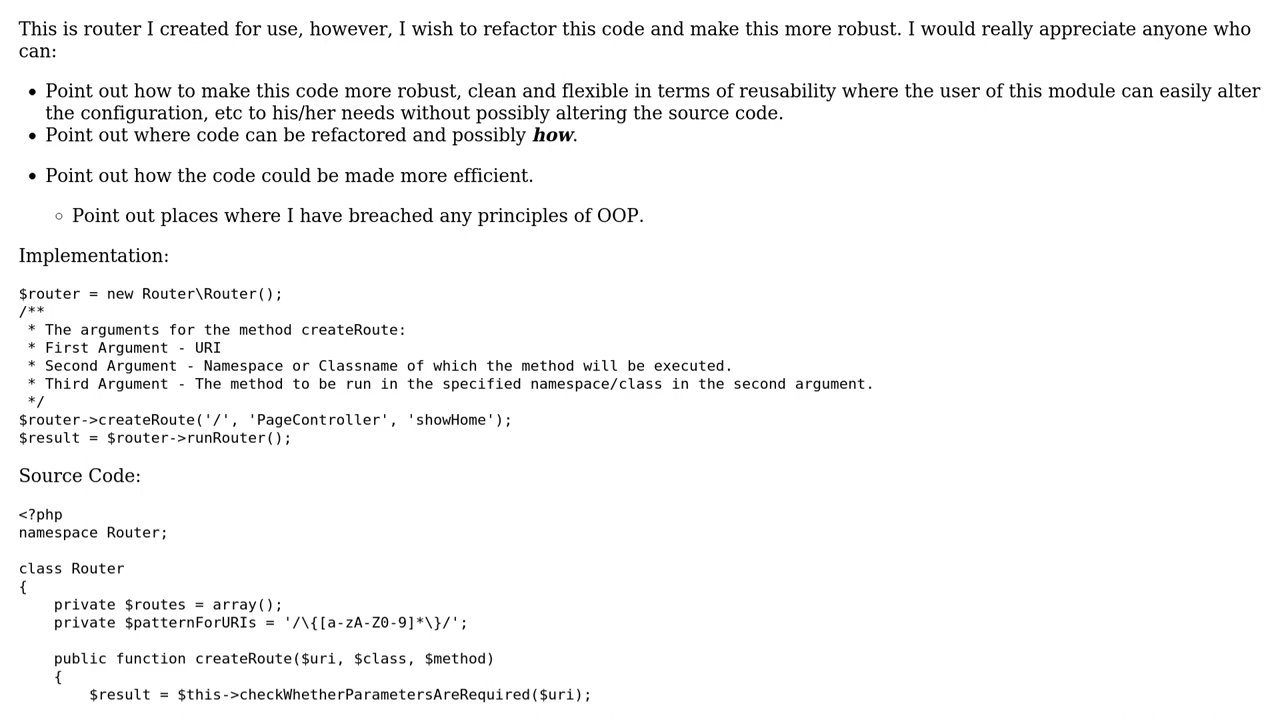 This is router I created for use, however, I wish to refactor this code and make this more robust. I would really appreciate anyone who
can:
• Point out how to make this code more robust, clean and flexible in terms of reusability where the user of this module can easily alter
the configuration, etc to his/her needs without possibly altering the source code.
• Point out where code can be refactored and possibly how.
• Point out how the code could be made more efficient.
◦ Point out places where I have breached any principles of OOP.
Implementation:
$router = new Router\Router();
/**
 * The arguments for the method createRoute:
 * First Argument - URI
 * Second Argument - Namespace or Classname of which the method will be executed.
 * Third Argument - The method to be run in the specified namespace/class in the second argument.
 */
$router->createRoute('/', 'PageController', 'showHome');
$result = $router->runRouter();
Source Code:
<?php
namespace Router;
class Router
{
    private $routes = array();
    private $patternForURIs = '/\{[a-zA-Z0-9]*\}/';
    public function createRoute($uri, $class, $method)
    {
        $result = $this->checkWhetherParametersAreRequired($uri);